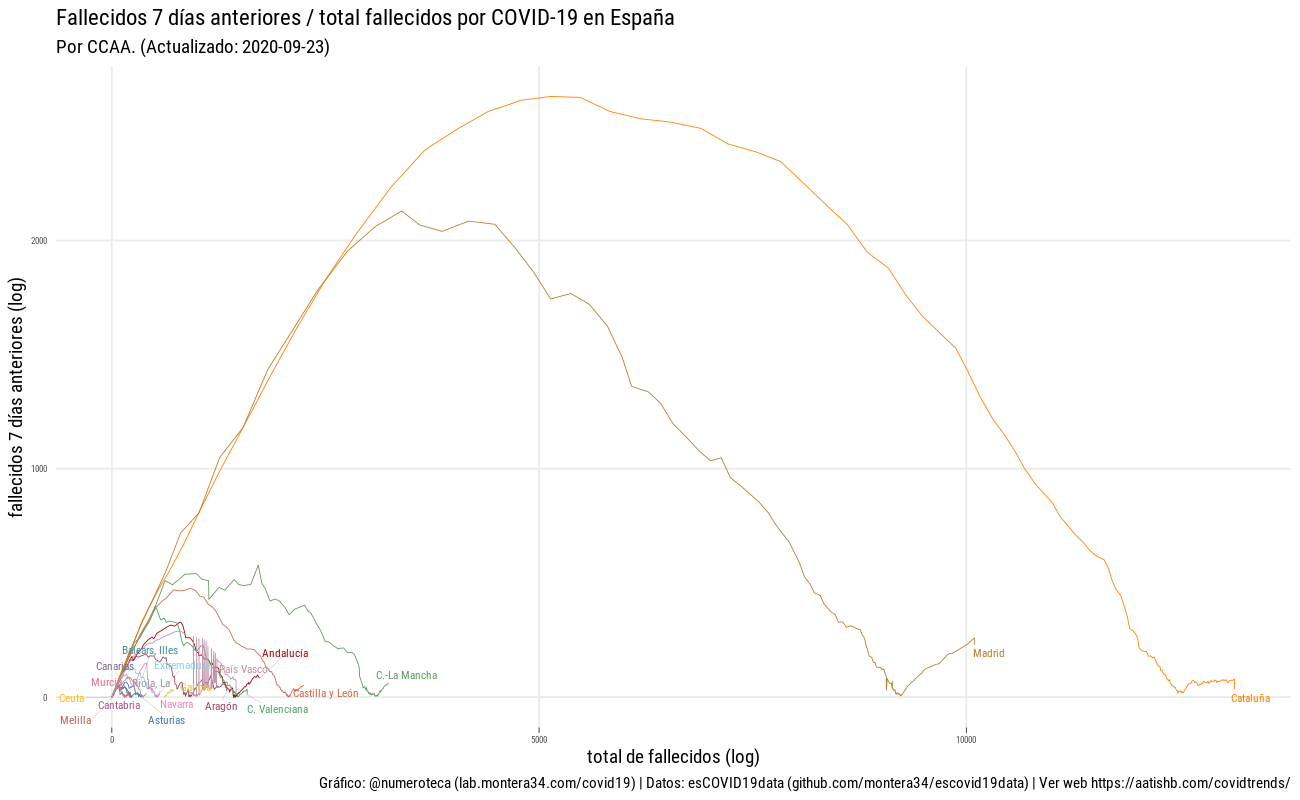 Fallecidos 7 días anteriores / total fallecidos por COVID-19 en España
Por CCAA. (Actualizado: 2020-09-23)
fallecidos 7 días anteriores (log)
2000
1000
0
Balears, Illes
Canarias
Extremadura
País Vasco
Andalucía
Madrid
C.-La Mancha
Murcia
Rioja, La
Castilla y León
Ceuta
Cataluña
Cantabria
Navarra
Aragón
C. Valenciana
Melilla
Asturias
0
5000
10000
total de fallecidos (log)
Gráfico: @numeroteca (lab.montera34.com/covid19) | Datos: esCOVID19data (github.com/montera34/escovid19data) | Ver web https://aatishb.com/covidtrends/